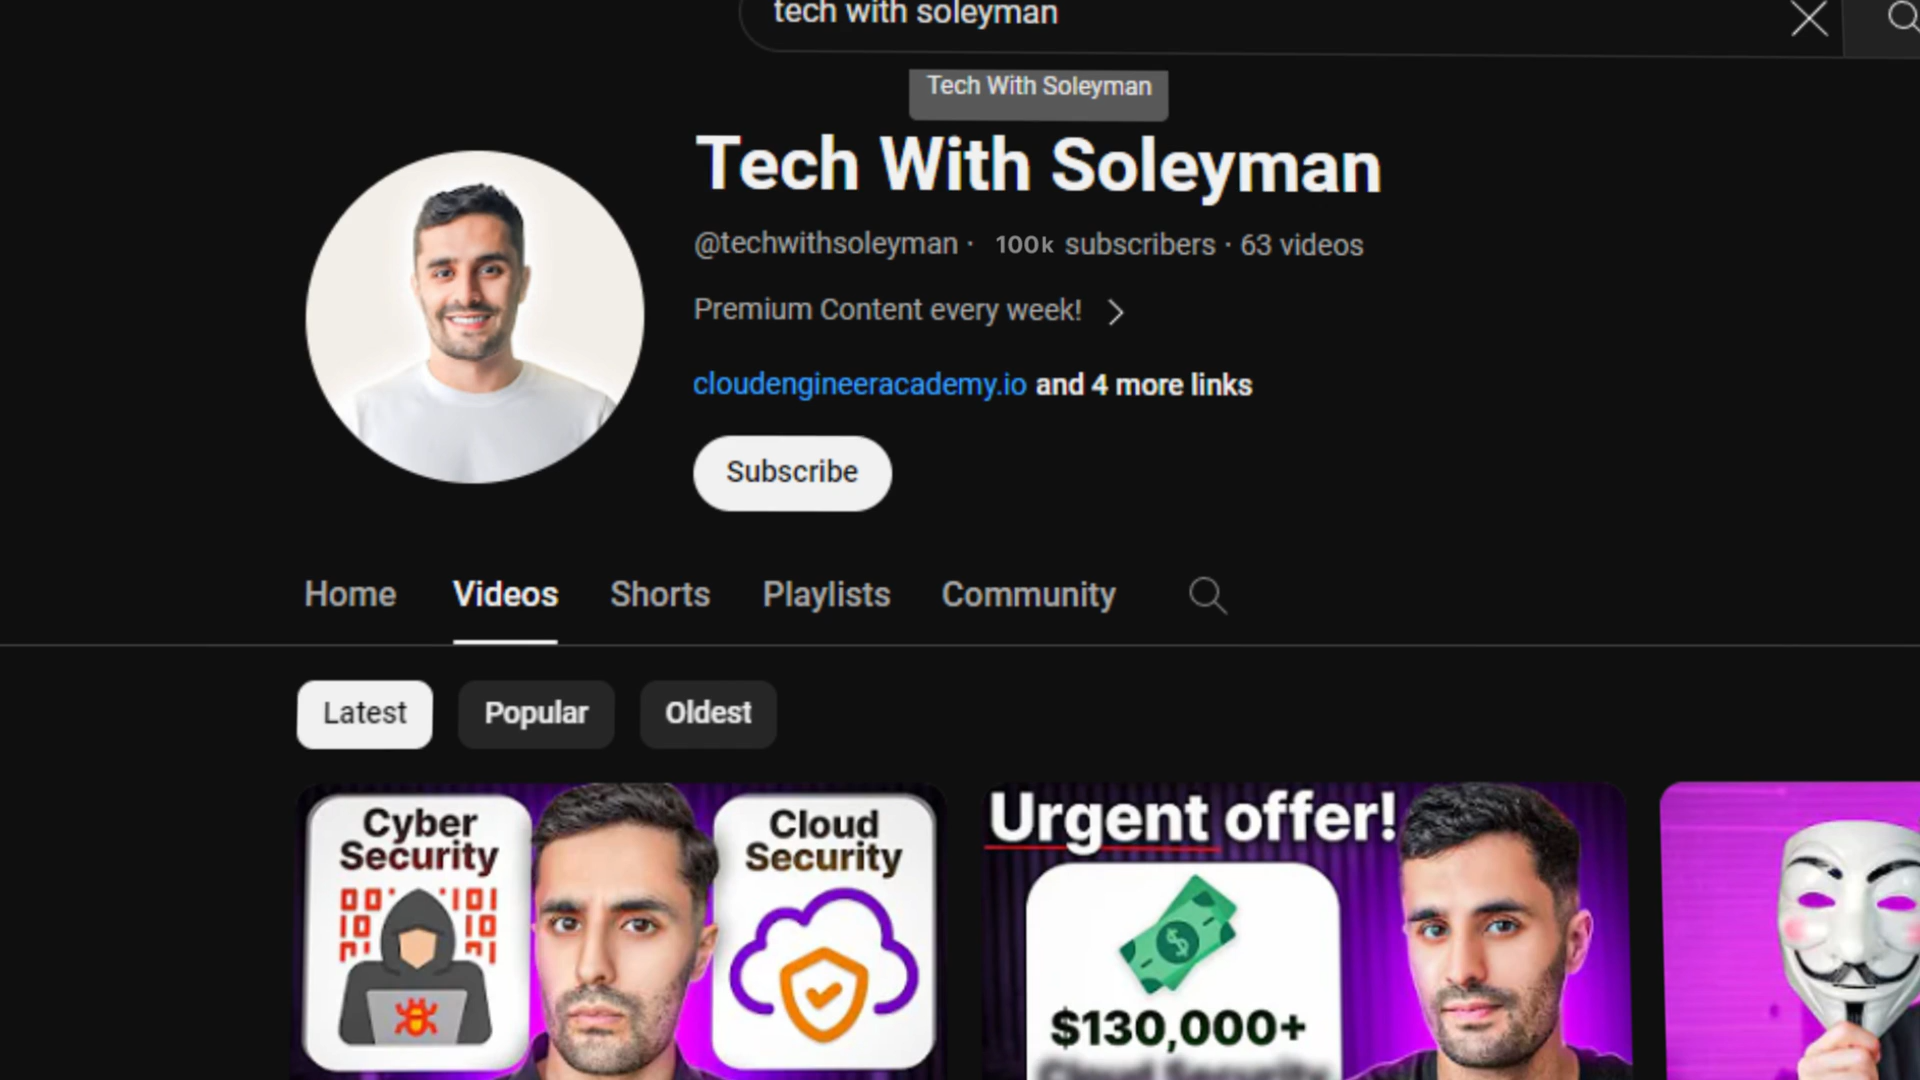 tech with soleyman
Tech With Soleyman
Tech With Soleyman
@techwithsoleyman · 100k subscribers · 63 videos
Premium Content every week!
cloudengineeracademy.io and 4 more links
Subscribe
Home Videos Shorts Playlists Community
Latest Popular Oldest
Cyber
Security
Cloud
Security
Urgent offer!
$130,000+
Cloud Security